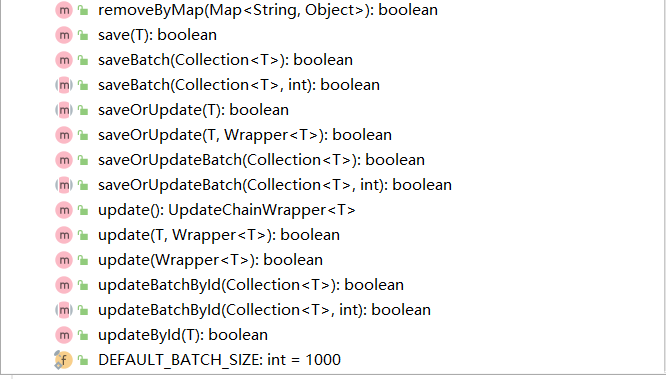 removeByMap(Map<String, Object>): boolean
save(T): boolean
saveBatch(Collection<T>): boolean
saveBatch(Collection<T>, int): boolean
saveOrUpdate(T): boolean
saveOrUpdate(T, Wrapper<T>): boolean
saveOrUpdateBatch(Collection<T>): boolean
saveOrUpdateBatch(Collection<T>, int): boolean
update(): UpdateChainWrapper<T>
update(T, Wrapper<T>): boolean
update(Wrapper<T>): boolean
updateBatchById(Collection<T>): boolean
updateBatchById(Collection<T>, int): boolean
updateById(T): boolean
DEFAULT_BATCH_SIZE: int = 1000